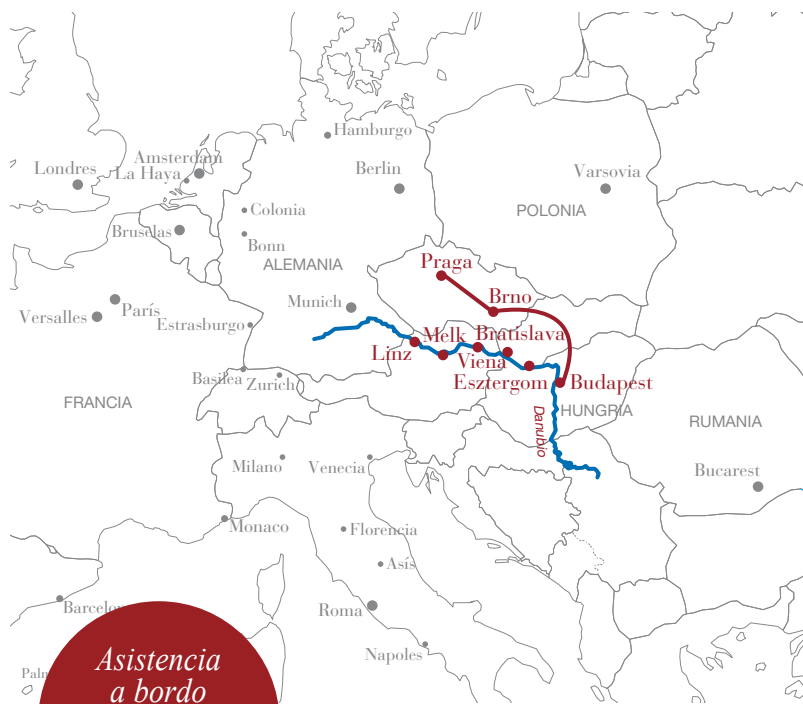 Hamburgo
Amsterdam
Londres
La Haya
Berlin
Varsovia
Colonia
POLONIA
Bruselas
Bonn
ALEMANIA
Praga
Brno
Munich
París
Versalles
Estrasburgo
Melk
Bratislava
Linz
Viena
Basilea
Zurich
Esztergom
Budapest
FRANCIA
HUNGRIA
RUMANIA
Danubio
Milano
Venecia
Bucarest
Monaco
Florencia
Asís
Barcelon
Roma
Napoles
Asistencia
a bordo